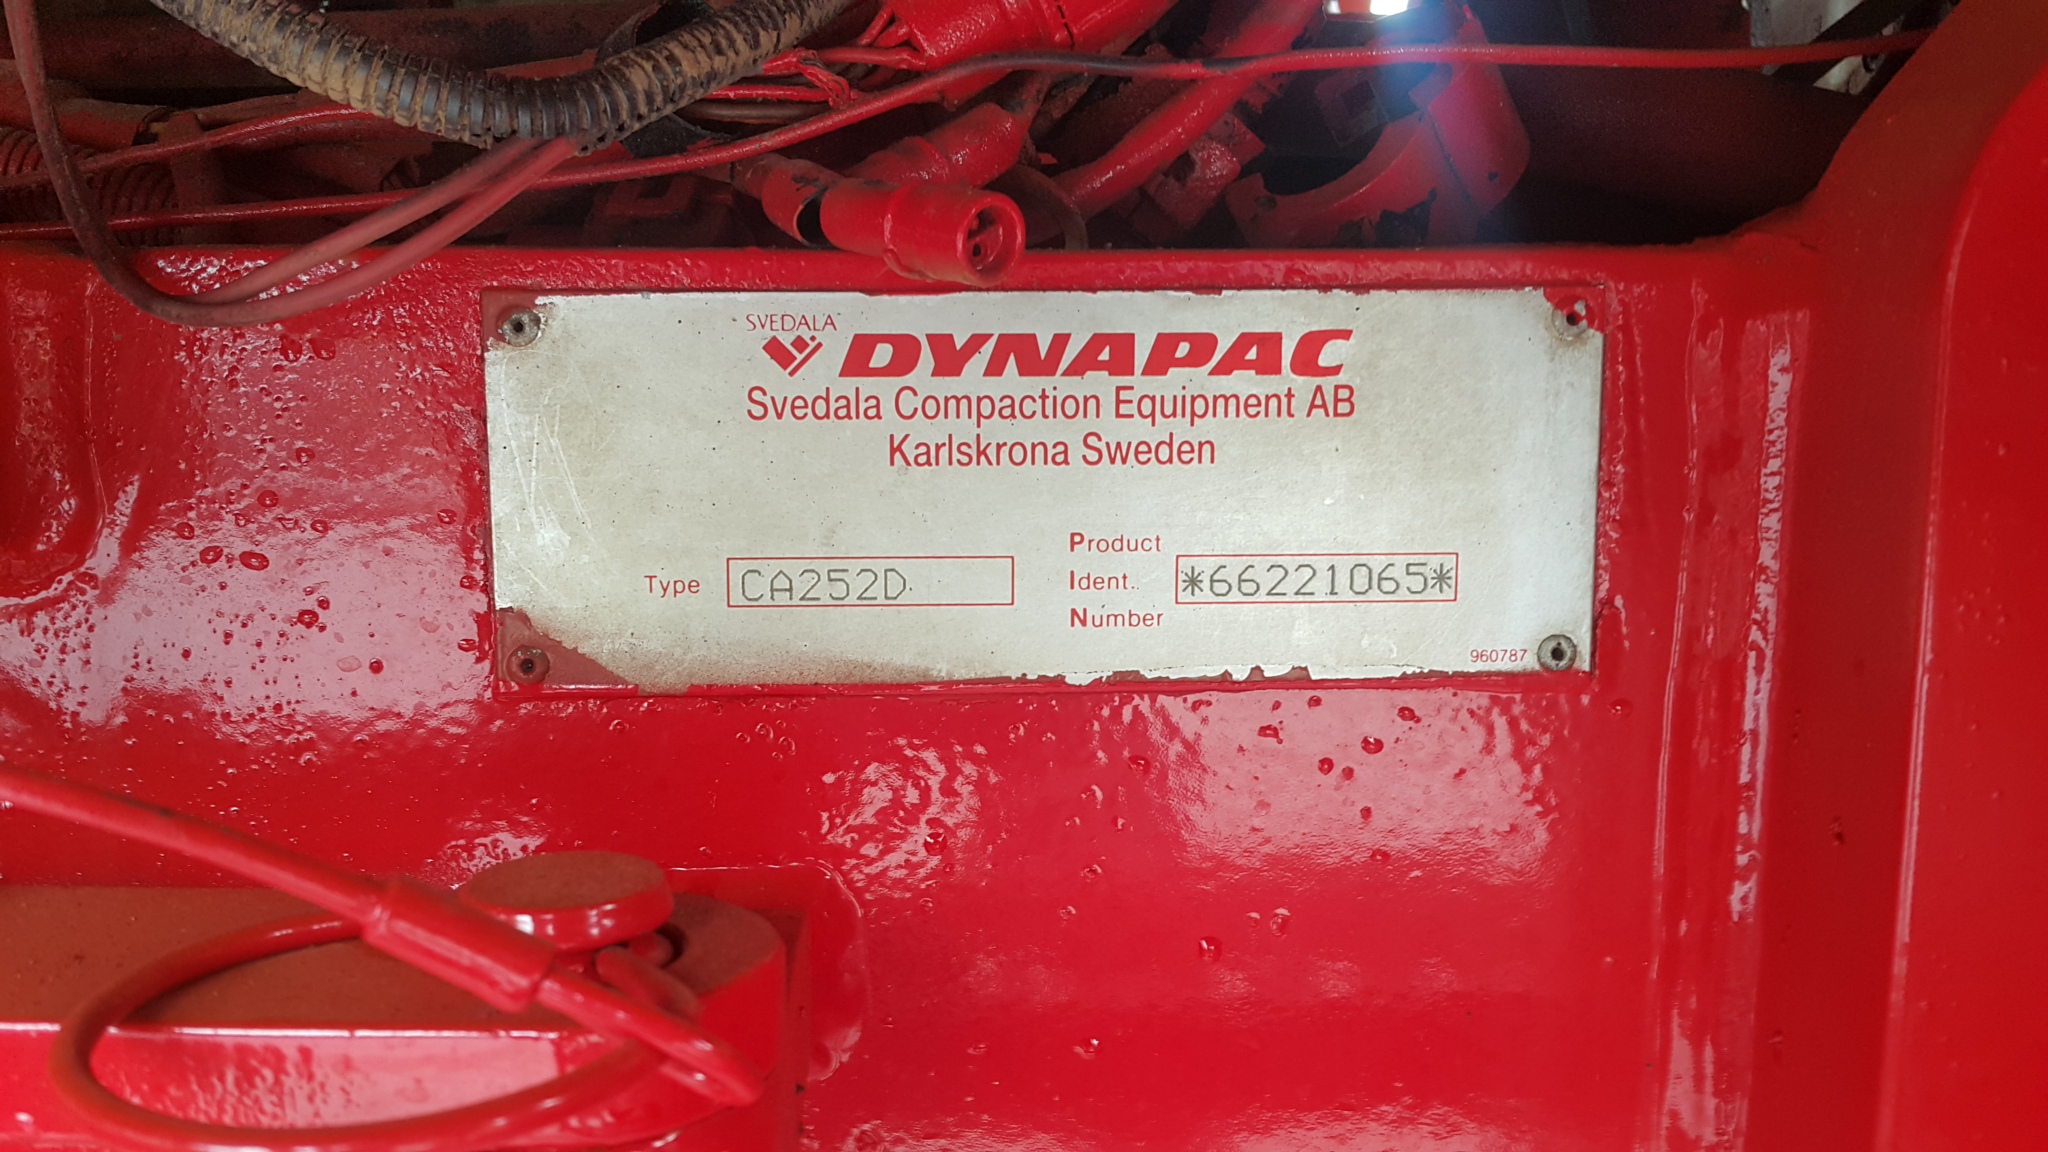 SVEDALA
DYNAPAC
Svedala Compaction Equipment AB
Karlskrona Sweden
Type CA252D
Product
Ident. *66221065*
Number
960787